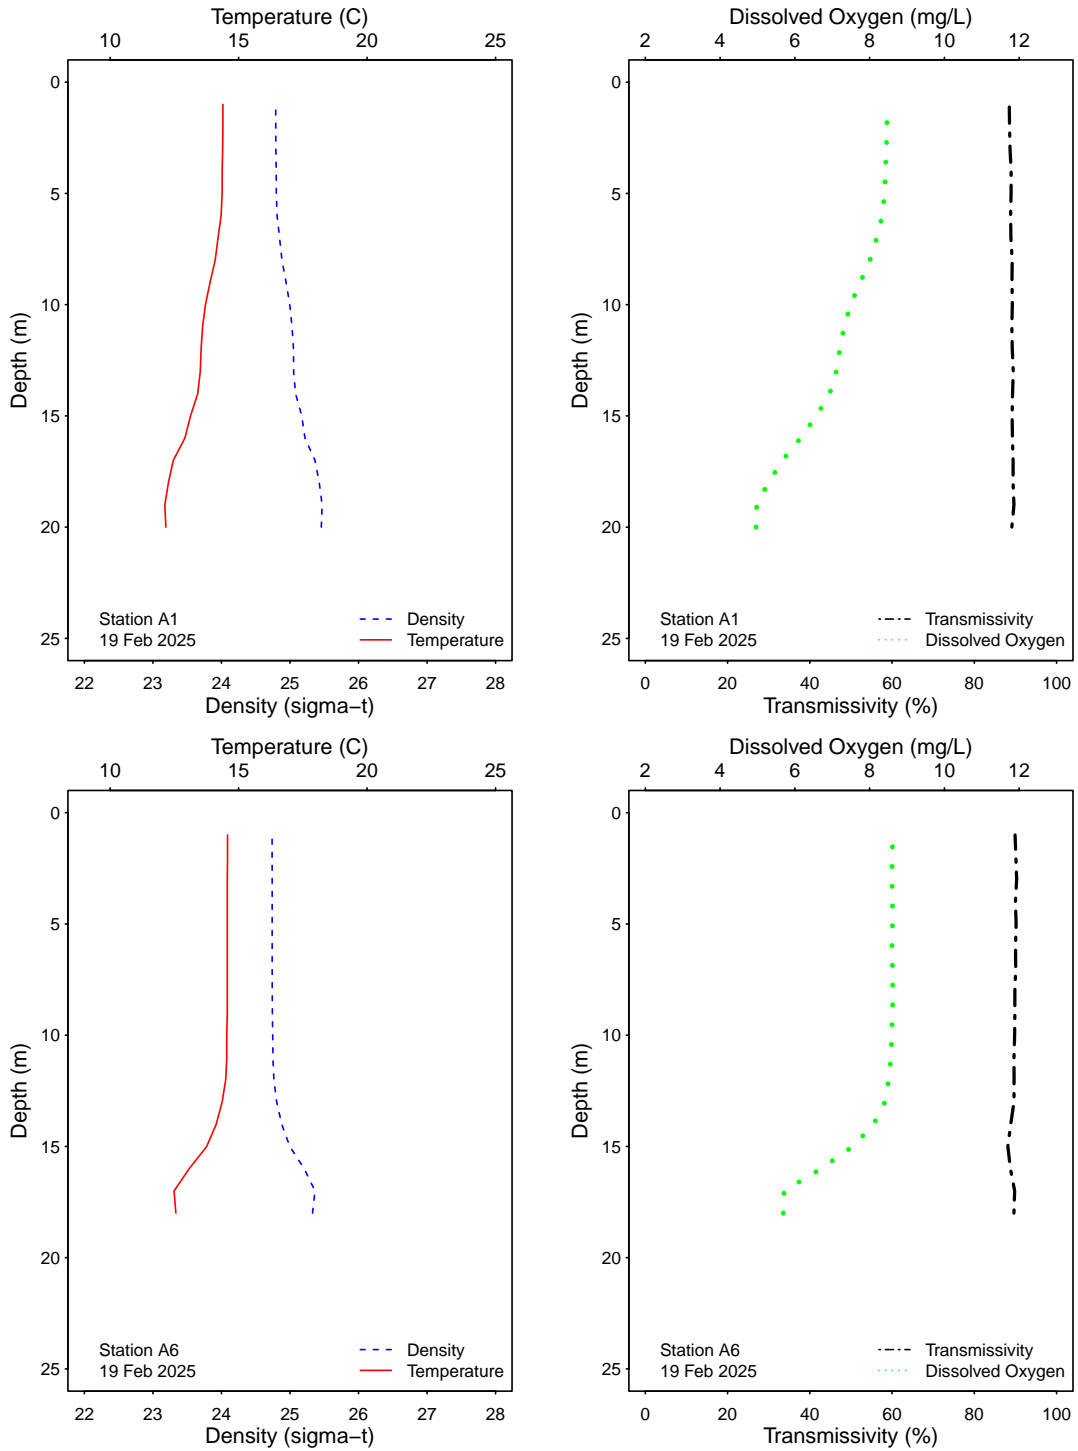 Temperature (C)
10 15 20 25
0
5
10
15
20
25
Depth (m)
Station A1
19 Feb 2025
Density
Temperature
22 23 24 25 26 27 28
Density (sigma−t)
Dissolved Oxygen (mg/L)
2 4 6 8 10 12
0
5
10
15
20
25
Depth (m)
Station A1
19 Feb 2025
Transmissivity
Dissolved Oxygen
0 20 40 60 80 100
Transmissivity (%)
Temperature (C)
10 15 20 25
0
5
10
15
20
25
Depth (m)
Station A6
19 Feb 2025
Density
Temperature
22 23 24 25 26 27 28
Density (sigma−t)
Dissolved Oxygen (mg/L)
2 4 6 8 10 12
0
5
10
15
20
25
Depth (m)
Station A6
19 Feb 2025
Transmissivity
Dissolved Oxygen
0 20 40 60 80 100
Transmissivity (%)